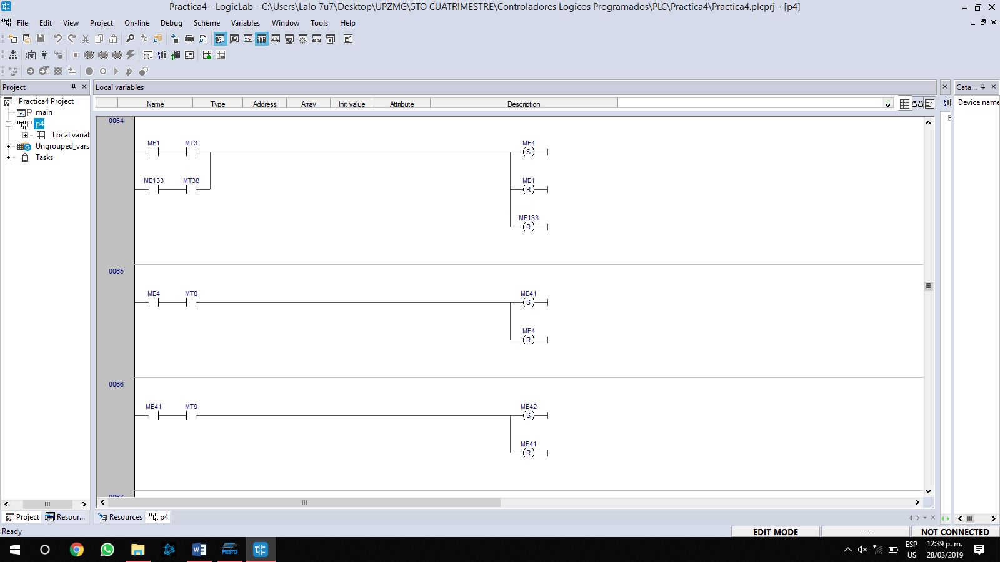 Practica4 - LogicLab - C:\Users\Lalo 7u7\Desktop\UPZMG\5TO CUATRIMESTRE\Controladores Logicos Programados\PLC\Practica4\Practica4.plcprj - [p4]
File Edit View Project On-line Debug Scheme Variables Window Tools Help
Project
Local variables
Cata...
Name Type Address Array Init value Attribute Description
Device name
Practica4 Project
main
p4
Local variab
Ungrouped_vars
Tasks
0064
ME1 MT3 ME4
S
ME133 MT38 ME1
R
ME133
R
0065
ME4 MT8 ME41
S
ME4
R
0066
ME41 MT9 ME42
S
ME41
R
0067
Project Resour... Resources p4
Ready
EDIT MODE ---- NOT CONNECTED
FESTO
ESP 12:39 p. m.
US 28/03/2019